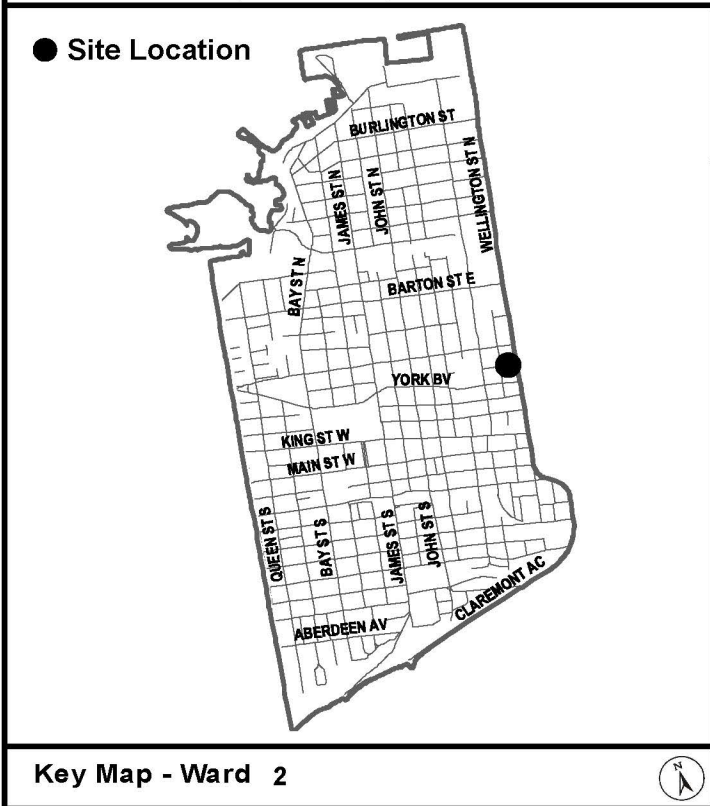 Site Location
BURLINGTON ST
JAMES ST N
JOHN ST N
WELLINGTON ST N
BAY ST N
BARTON ST E
YORK BV
KING ST W
MAIN ST W
QUEEN ST S
BAY ST S
JAMES ST S
JOHN ST S
CLAREMONT AC
ABERDEEN AV
Key Map - Ward 2
N